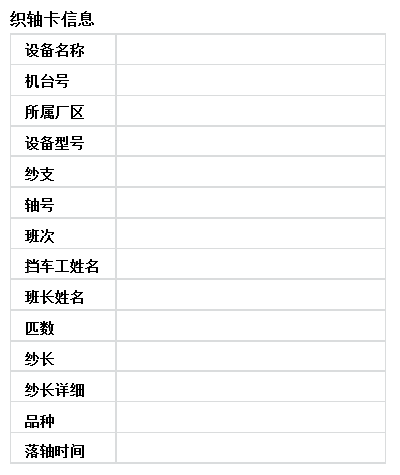 织轴卡信息
设备名称
机台号
所属厂区
设备型号
纱支
轴号
班次
挡车工姓名
班长姓名
匹数
纱长
纱长详细
品种
落轴时间